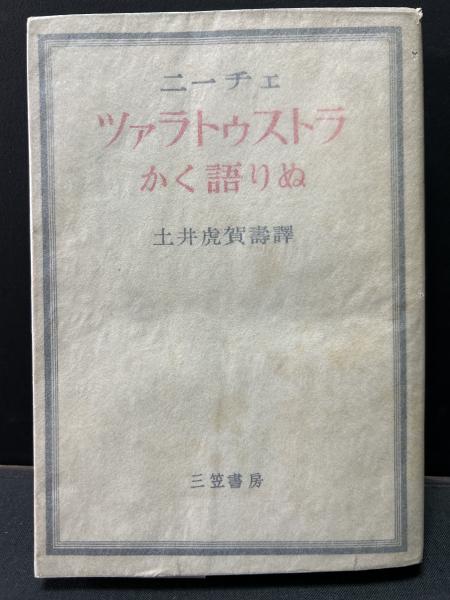 ニーチェ
ツァラトゥストラ
かく語りぬ
土井虎賀壽譯
三笠書房